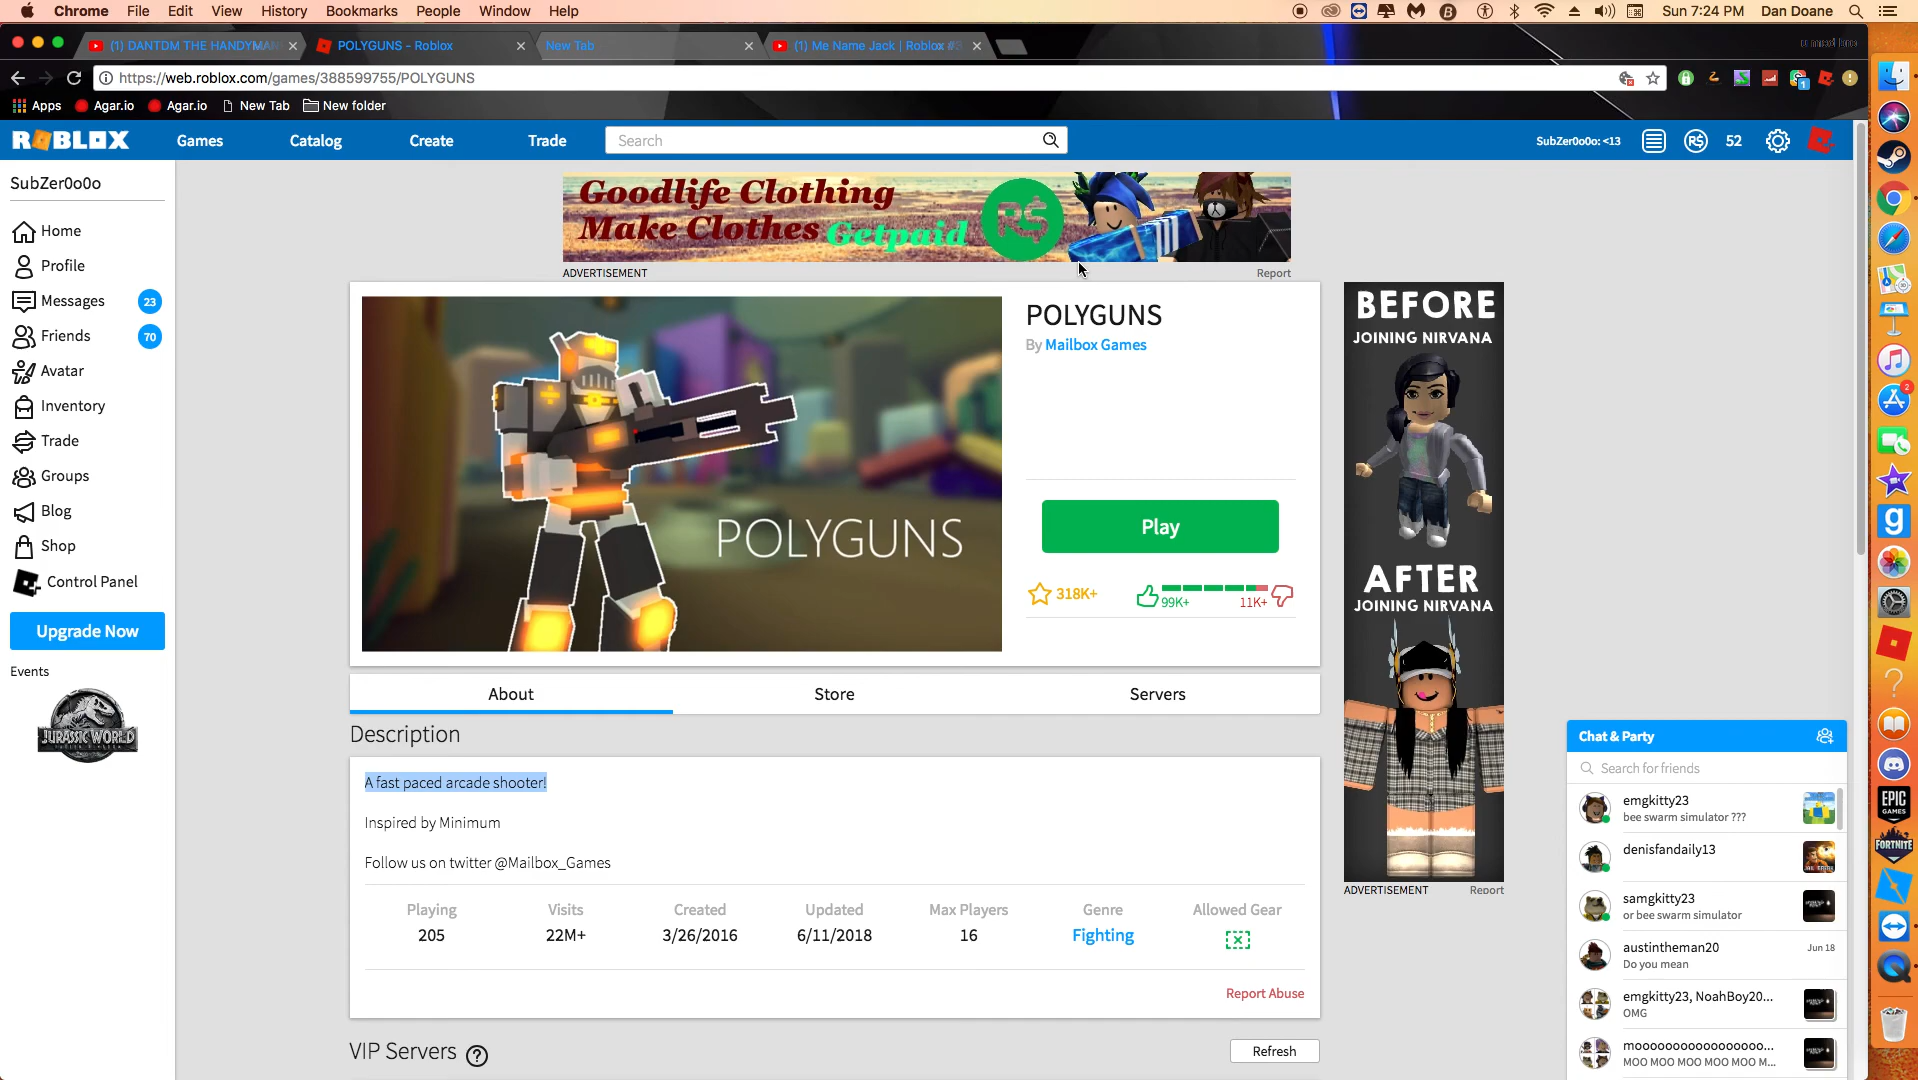 Chrome File Edit View History Bookmarks People Window Help
Sun 7:24 PM Dan Doane
(1) DANTDM THE HANDYMAN
POLYGUNS - Roblox
New Tab
(1) Me Name Jack | Roblox #3
https://web.roblox.com/games/388599755/POLYGUNS
Apps Agar.io Agar.io New Tab New folder
ROBLOX Games Catalog Create Trade Search
SubZer0o0o: <13 R$ 52
SubZer0o0o
Home
Profile
Messages 23
Friends 70
Avatar
Inventory
Trade
Groups
Blog
Shop
Control Panel
Upgrade Now
Events
JURASSIC WORLD
Goodlife Clothing
Make Clothes Getpaid
R$
ADVERTISEMENT Report
POLYGUNS
POLYGUNS
By Mailbox Games
Play
318K+ 99K+ 11K+
BEFORE
JOINING NIRVANA
AFTER
JOINING NIRVANA
ADVERTISEMENT Report
About Store Servers
Description
A fast paced arcade shooter!
Inspired by Minimum
Follow us on twitter @Mailbox_Games
Playing Visits Created Updated Max Players Genre Allowed Gear
205 22M+ 3/26/2016 6/11/2018 16 Fighting
Report Abuse
VIP Servers ?
Refresh
Chat & Party
Search for friends
emgkitty23
bee swarm simulator ???
denisfandaily13
samgkitty23
or bee swarm simulator
austintheman20 Jun 18
Do you mean
emgkitty23, NoahBoy20...
OMG
mooooooooooooooooo...
MOO MOO MOO MOO MOO M...
2
EPIC
GAMES
FORTNITE